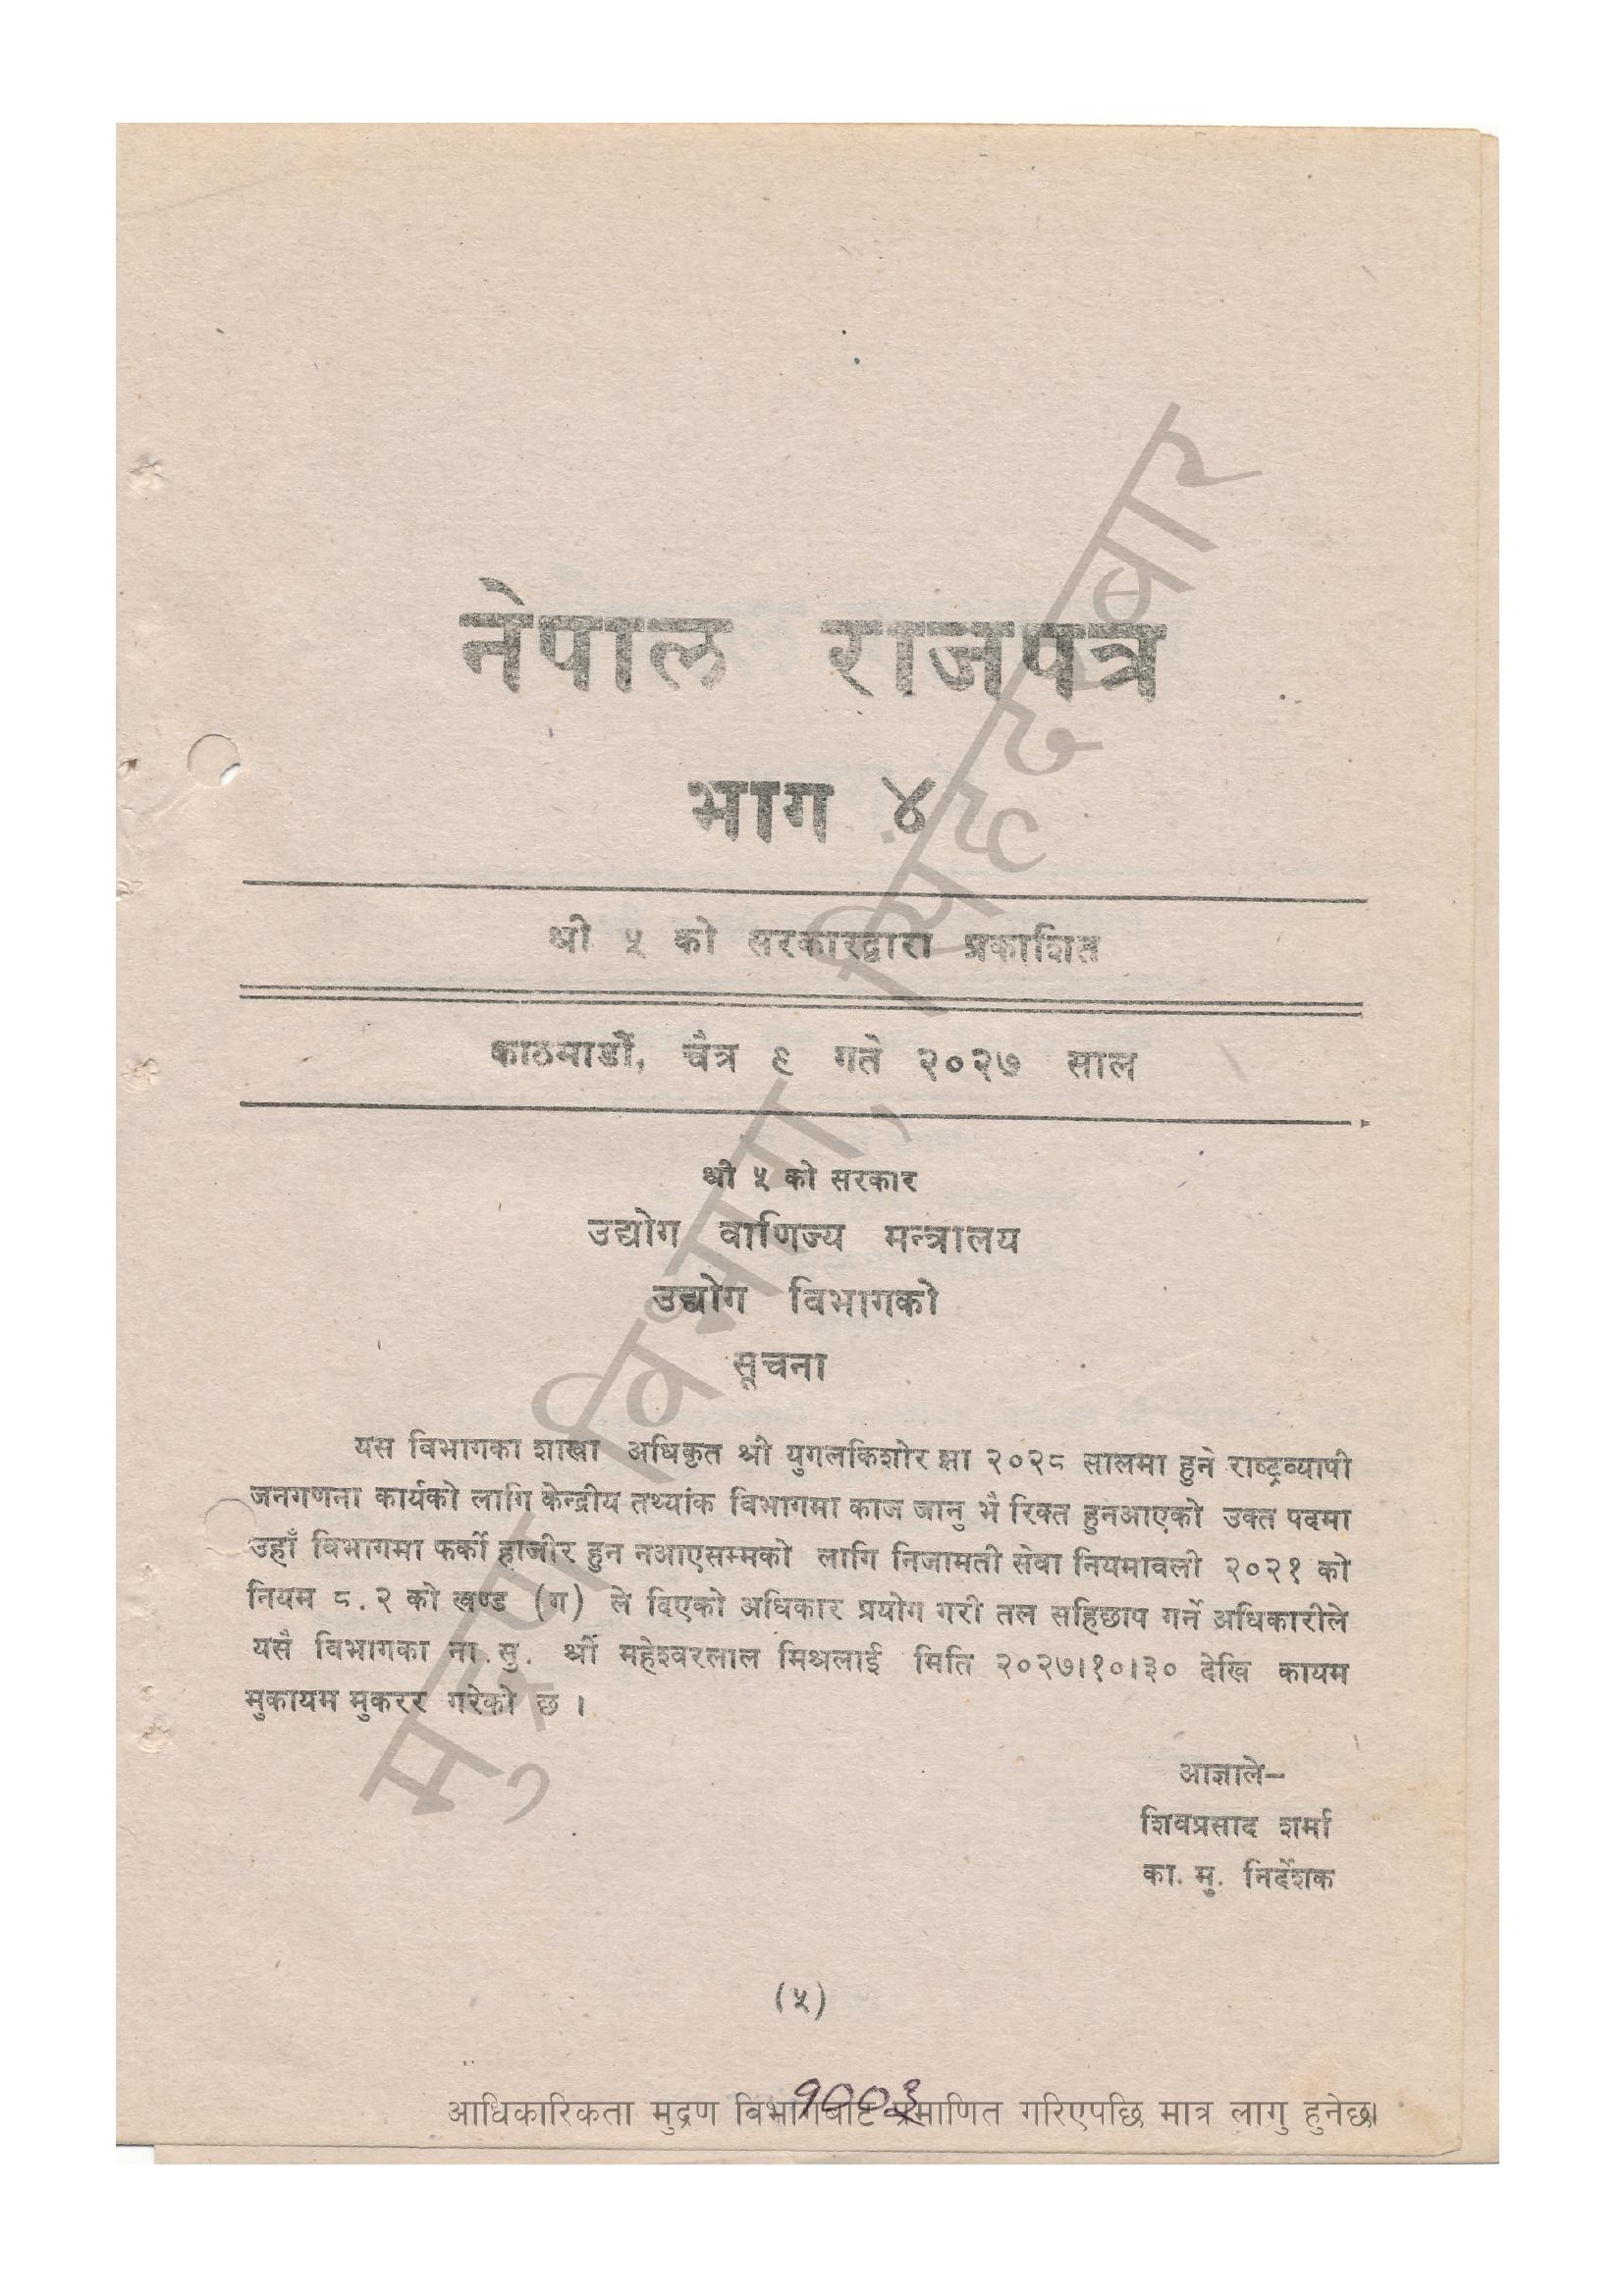 नेपाल राजपत्र
भाग ४
श्री ५ को सरकारद्वारा प्रकाशित
काठमाडौं, चैत्र ९ गते २०२७ साल
श्री ५ को सरकार
उद्योग वाणिज्य मन्त्रालय
उद्योग विभागको
सूचना
यस विभागका शाखा अधिकृत श्री युगलकिशोर झा २०२८ सालमा हुने राष्ट्रव्यापी
जनगणना कार्यको लागि केन्द्रीय तथ्यांक विभागमा काज जानु भै रिक्त हुनआएको उक्त पदमा
उहाँ विभागमा फर्की हाजीर हुन नआएसम्मको लागि निजामती सेवा नियमावली २०२१ को
नियम ८.२ को खण्ड (ग) ले दिएको अधिकार प्रयोग गरी तल सहिछाप गर्ने अधिकारीले
यसै विभागका ना.सु. श्री महेश्वरलाल मिश्रलाई मिति २०२७।१०।३० देखि कायम
मुकायम मुकरर गरेको छ ।
आज्ञाले—
शिवप्रसाद शर्मा
का. मु. निर्देशक
(५)
१००३
आधिकारिकता मुद्रण विभागबाट प्रमाणित गरिएपछि मात्र लागु हुनेछ।
मुद्रण विभाग, सिंहदरबार